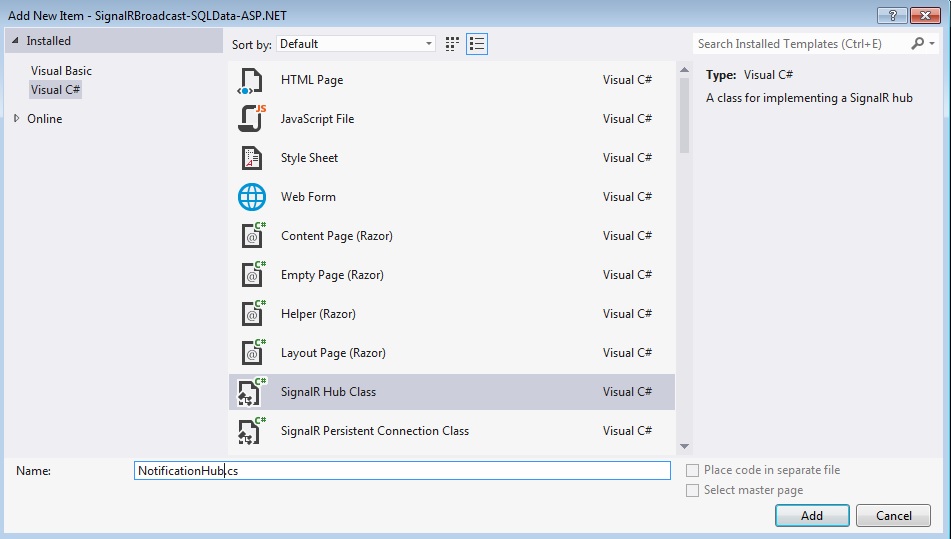 Add New Item - SignalRBroadcast-SQLData-ASP.NET
Installed
Sort by: Default
Search Installed Templates (Ctrl+E)
Visual Basic
Visual C#
Online
HTML Page Visual C#
JavaScript File Visual C#
Style Sheet Visual C#
Web Form Visual C#
Content Page (Razor) Visual C#
Empty Page (Razor) Visual C#
Helper (Razor) Visual C#
Layout Page (Razor) Visual C#
SignalR Hub Class Visual C#
SignalR Persistent Connection Class Visual C#
Type: Visual C#
A class for implementing a SignalR hub
Name: NotificationHub.cs
Place code in separate file
Select master page
Add Cancel